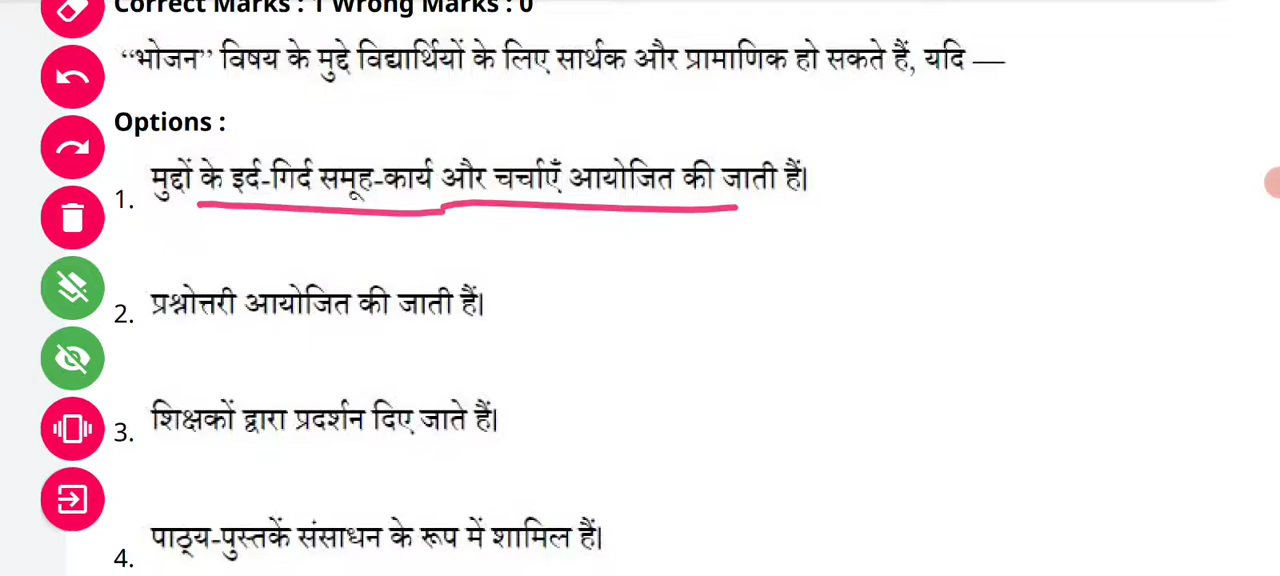 Correct Marks : 1 Wrong Marks : 0
“भोजन” विषय के मुद्दे विद्यार्थियों के लिए सार्थक और प्रामाणिक हो सकते हैं, यदि —
Options :
1. मुद्दों के इर्द-गिर्द समूह-कार्य और चर्चाएँ आयोजित की जाती हैं।
2. प्रश्नोत्तरी आयोजित की जाती हैं।
3. शिक्षकों द्वारा प्रदर्शन दिए जाते हैं।
4. पाठ्य-पुस्तकें संसाधन के रूप में शामिल हैं।